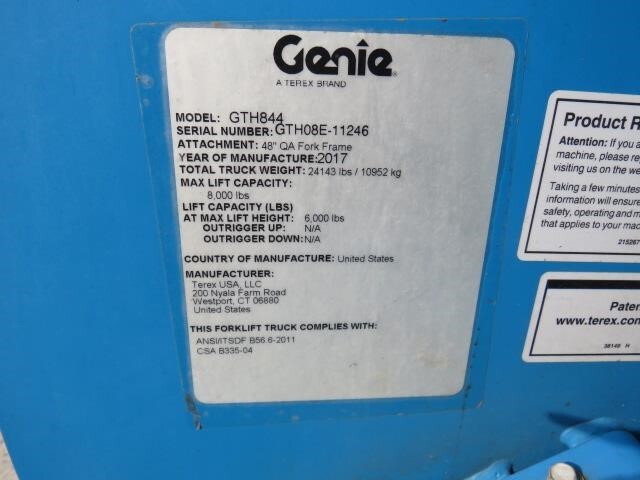 Genie
A TEREX BRAND
MODEL: GTH844
SERIAL NUMBER: GTH08E-11246
ATTACHMENT: 48" QA Fork Frame
YEAR OF MANUFACTURE: 2017
TOTAL TRUCK WEIGHT: 24143 lbs / 10952 kg
MAX LIFT CAPACITY:
8,000 lbs
LIFT CAPACITY (LBS)
AT MAX LIFT HEIGHT: 6,000 lbs
OUTRIGGER UP: N/A
OUTRIGGER DOWN: N/A
COUNTRY OF MANUFACTURE: United States
MANUFACTURER:
Terex USA, LLC
200 Nyala Farm Road
Westport, CT 06880
United States
THIS FORKLIFT TRUCK COMPLIES WITH:
ANSI/ITSDF B56.6-2011
CSA B335-04
Product R
Attention: If you a
machine, please re
visiting us on the we
Taking a few minutes
information will ensure
safety, operating and m
that applies to your mac
215267
Paten
www.terex.com
38149 H